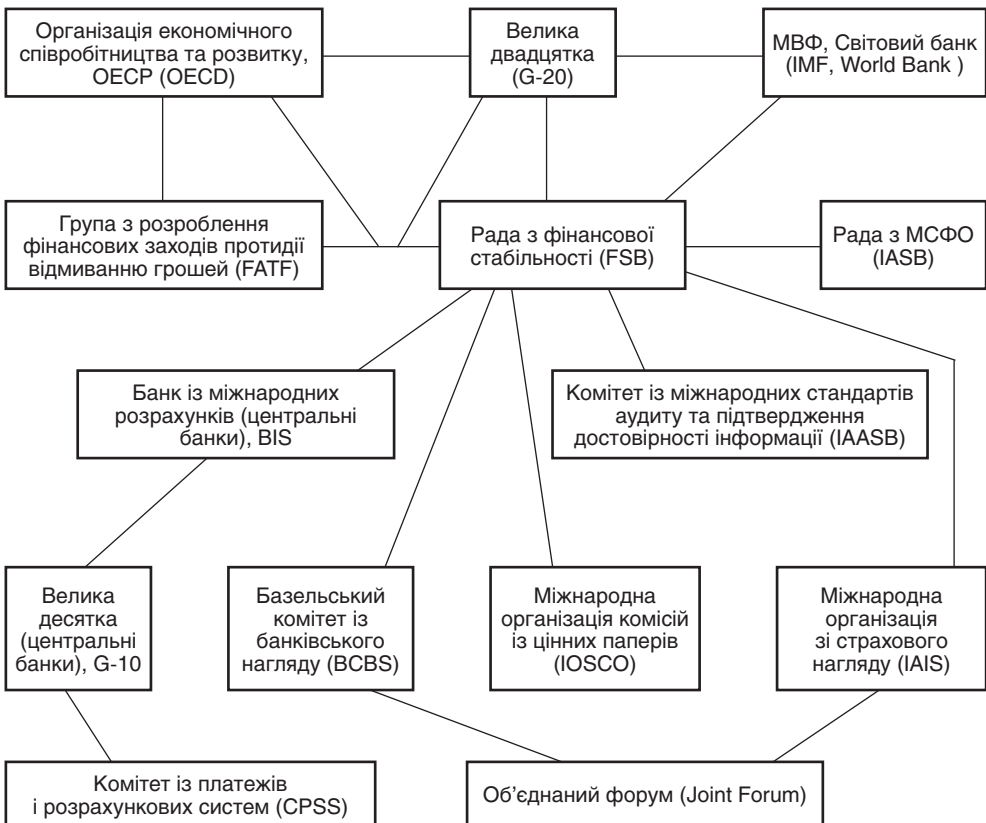 Організація економічного
співробітництва та розвитку,
ОЕСР (OECD)
Велика
двадцятка
(G-20)
МВФ, Світовий банк
(IMF, World Bank )
Група з розроблення
фінансових заходів протидії
відмиванню грошей (FATF)
Рада з фінансової
стабільності (FSB)
Рада з МСФО
(IASB)
Банк із міжнародних
розрахунків (центральні
банки), BIS
Комітет із міжнародних стандартів
аудиту та підтвердження
достовірності інформації (IAASB)
Велика
десятка
(центральні
банки), G-10
Базельський
комітет із
банківського
нагляду (BCBS)
Міжнародна
організація комісій
із цінних паперів
(IOSCO)
Міжнародна
організація
зі страхового
нагляду (IAIS)
Комітет із платежів
і розрахункових систем (CPSS)
Об’єднаний форум (Joint Forum)